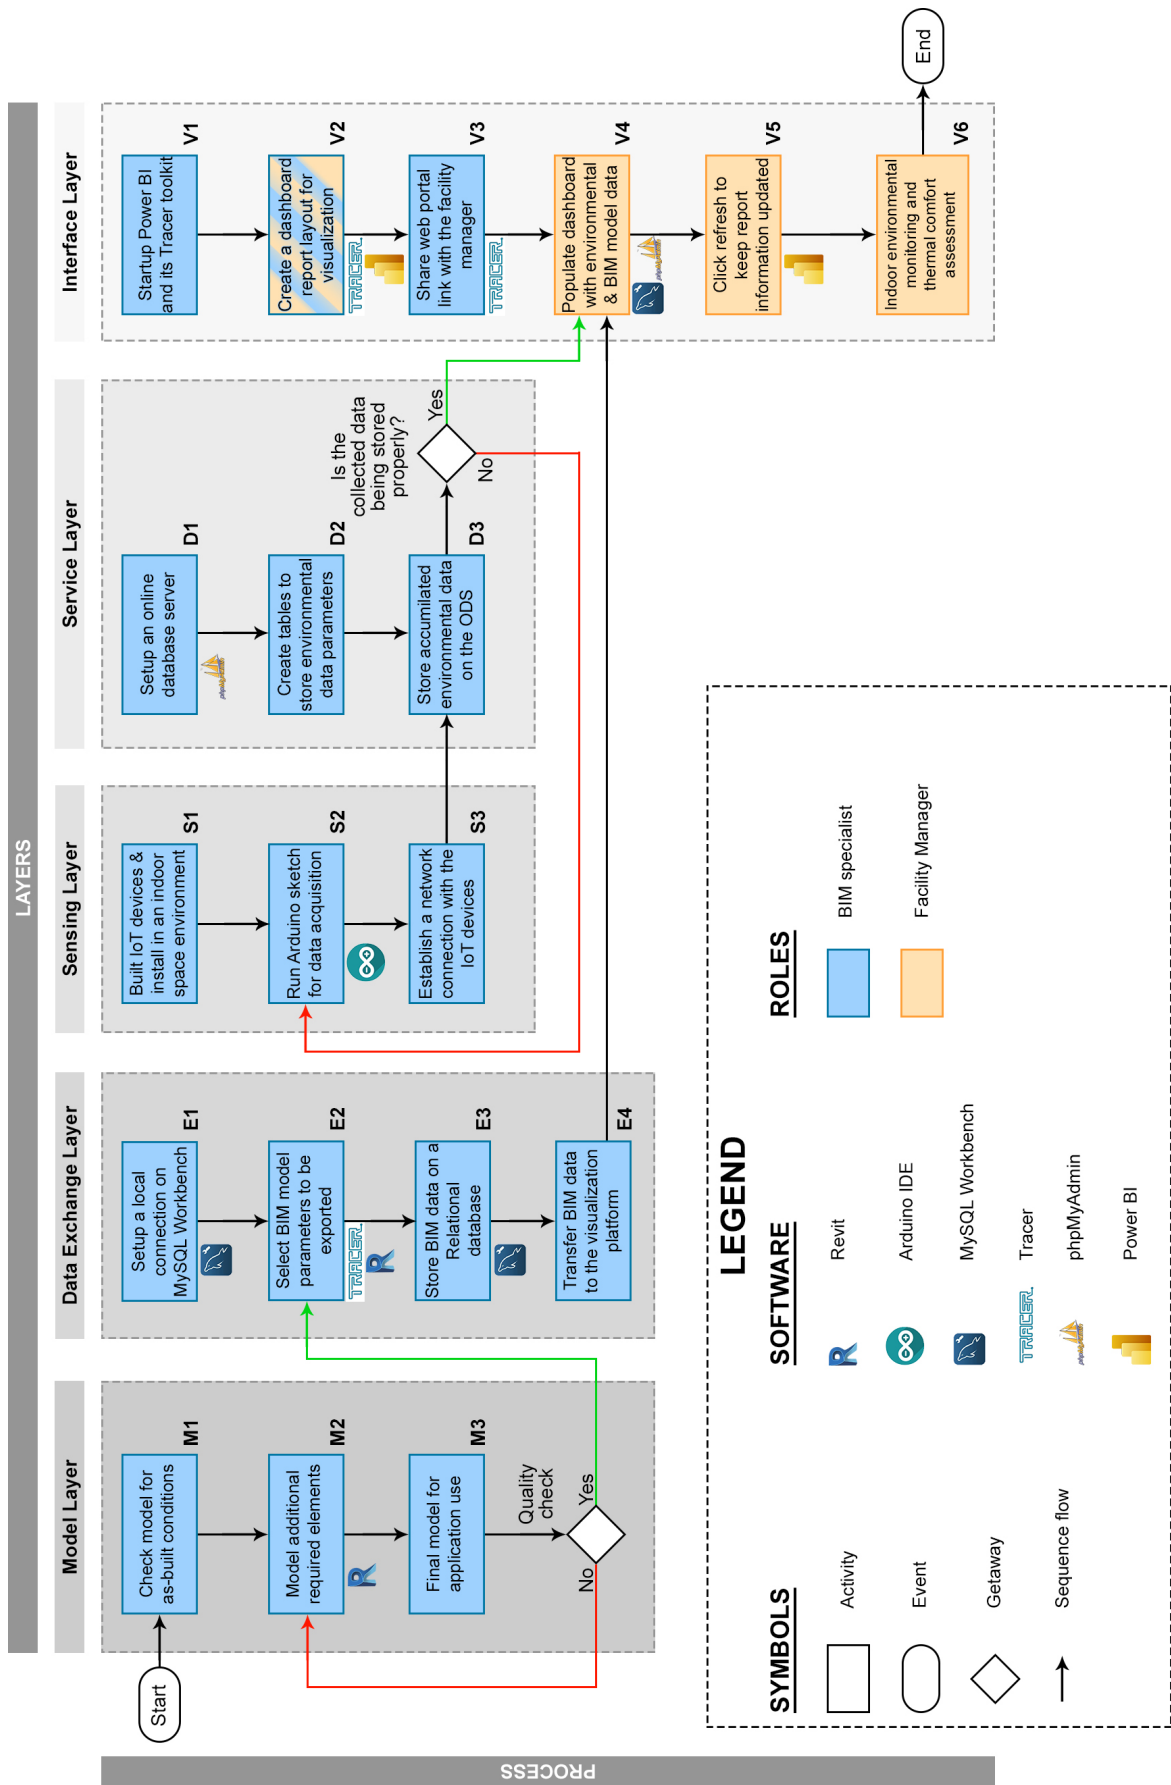 LAYERS
PROCESS
Model Layer
Data Exchange Layer
Sensing Layer
Service Layer
Interface Layer
Start
Check model for
as-built conditions
M1
Model additional
required elements
M2
Final model for
application use
M3
Quality
check
No
Yes
Setup a local
connection on
MySQL Workbench
E1
Select BIM model
parameters to be
exported
E2
TRACER
Store BIM data on a
Relational
database
E3
Transfer BIM data
to the visualization
platform
E4
Built IoT devices &
install in an indoor
space environment
S1
Run Arduino sketch
for data acquisition
S2
Establish a network
connection with the
IoT devices
S3
Setup an online
database server
D1
phpMyAdmin
Create tables to
store environmental
data parameters
D2
Store accumilated
environmental data
on the ODS
D3
Is the
collected data
being stored
properly?
Yes
No
Startup Power BI
and its Tracer toolkit
V1
Create a dashboard
report layout for
visualization
V2
TRACER
Share web portal
link with the facility
manager
V3
TRACER
Populate dashboard
with environmental
& BIM model data
V4
phpMyAdmin
Click refresh to
keep report
information updated
V5
Indoor environmental
monitoring and
thermal comfort
assessment
V6
End
LEGEND
SYMBOLS
Activity
Event
Getaway
Sequence flow
SOFTWARE
R Revit
Arduino IDE
MySQL Workbench
TRACER Tracer
phpMyAdmin phpMyAdmin
Power BI
ROLES
BIM specialist
Facility Manager